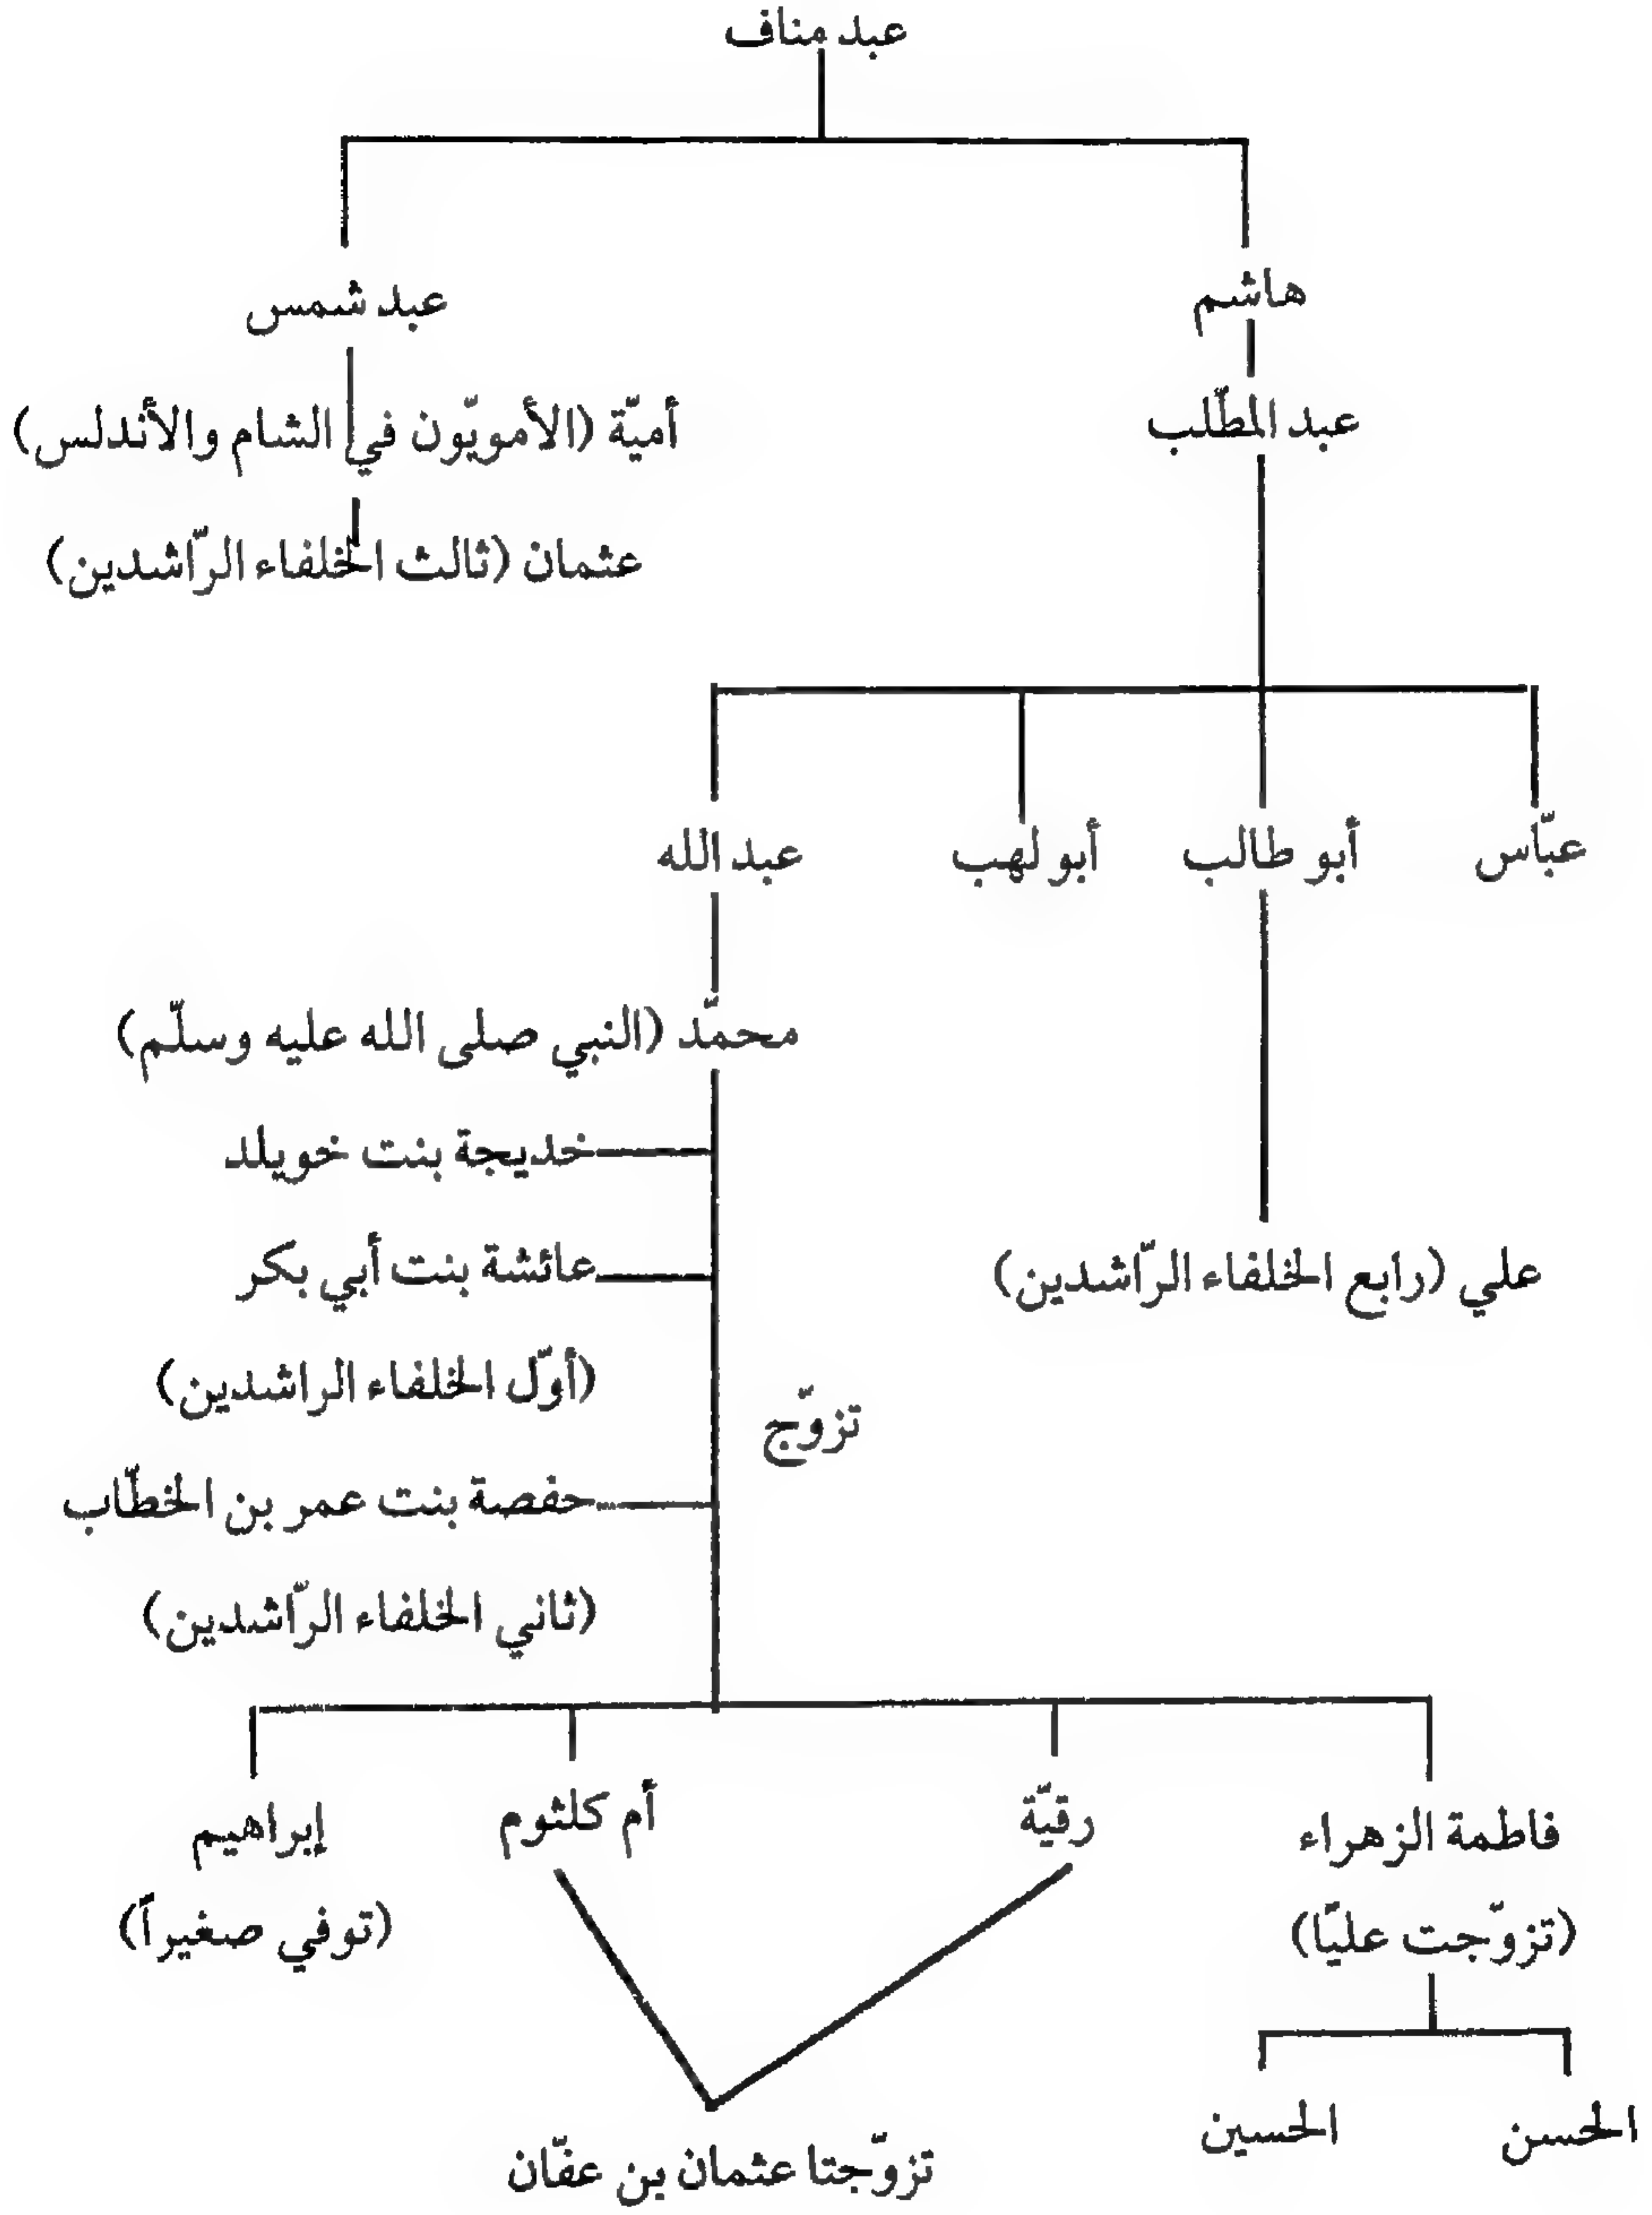 عبد مناف
هاشم
عبد شمس
عبد المطّلب
أميّة (الأمويّون في الشام والأندلس)
عثمان (ثالث الخلفاء الرّاشدين)
عبّاس
أبو طالب
أبو لهب
عبد الله
محمّد (النبي صلى الله عليه وسلّم)
خديجة بنت خويلد
علي (رابع الخلفاء الرّاشدين)
عائشة بنت أبي بكر
(أوّل الخلفاء الراشدين)
تزوّج
حفصة بنت عمر بن الخطّاب
(ثاني الخلفاء الرّاشدين)
فاطمة الزهراء
رقيّة
أم كلثوم
إبراهيم
(تزوّجت عليّا)
(توفي صغيراً)
الحسن
الحسين
تزوّجتا عثمان بن عفّان